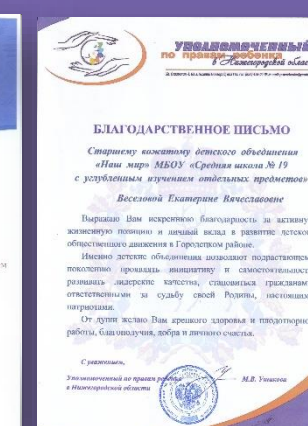 УПОЛНОМОЧЕННЫЙ
по правам ребенка
в Нижегородской области
БЛАГОДАРСТВЕННОЕ ПИСЬМО
Старшему вожатому детского объединения
«Наш мир» МБОУ «Средняя школа № 19
с углубленным изучением отдельных предметов»
Веселовой Екатерине Вячеславовне
Выражаю Вам искреннюю благодарность за активную
жизненную позицию и личный вклад в развитие детского
общественного движения в Городецком районе.
Именно детские объединения позволяют подрастающему
поколению проявлять инициативу и самостоятельность,
развивать лидерские качества, становиться гражданами,
ответственными за судьбу своей Родины, настоящими
патриотами.
От души желаю Вам крепкого здоровья и плодотворной
работы, благополучия, добра и личного счастья.
С уважением,
Уполномоченный по правам ребенка
в Нижегородской области
М.В. Ушакова